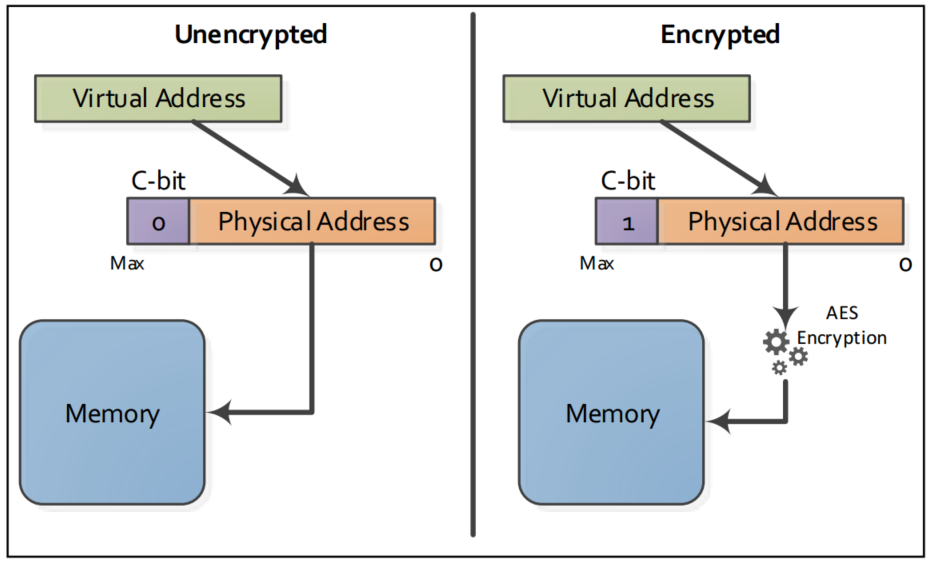 Unencrypted
Virtual Address
C-bit
0 Physical Address
Max 0
Memory
Encrypted
Virtual Address
C-bit
1 Physical Address
Max 0
AES
Encryption
Memory